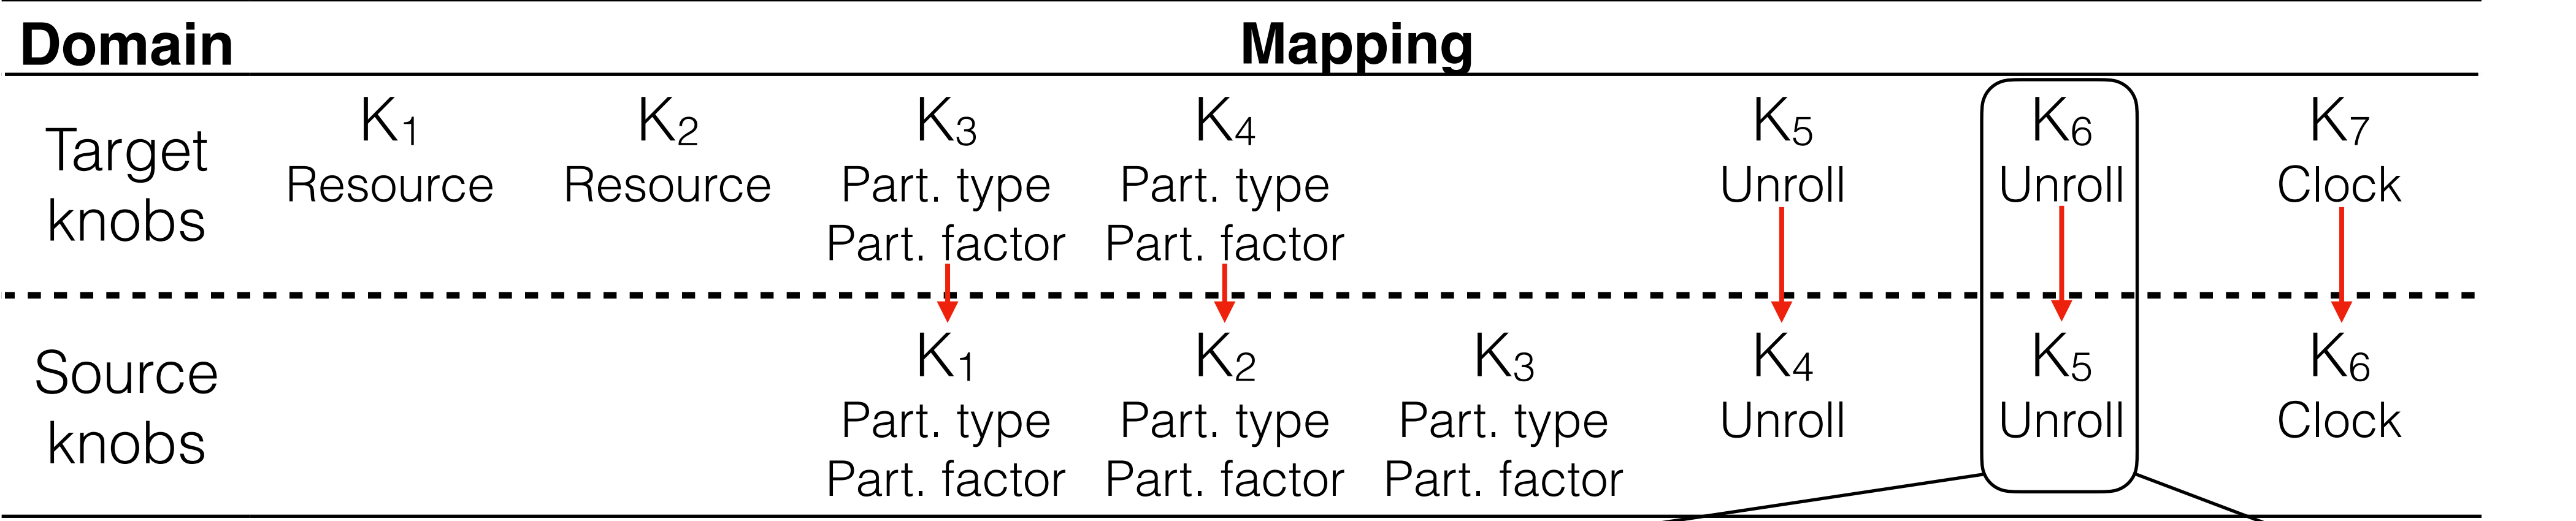 Domain Mapping
Target knobs K₁ Resource K₂ Resource K₃ Part. type Part. factor K₄ Part. type Part. factor K₅ Unroll K₆ Unroll K₇ Clock
Source knobs K₁ Part. type Part. factor K₂ Part. type Part. factor K₃ Part. type Part. factor K₄ Unroll K₅ Unroll K₆ Clock